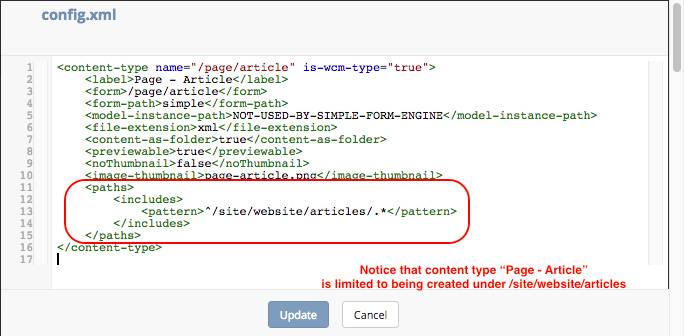 config.xml
1 <content-type name="/page/article" is-wcm-type="true">
2 <label>Page - Article</label>
3 <form>/page/article</form>
4 <form-path>simple</form-path>
5 <model-instance-path>NOT-USED-BY-SIMPLE-FORM-ENGINE</model-instance-path>
6 <file-extension>xml</file-extension>
7 <content-as-folder>true</content-as-folder>
8 <previewable>true</previewable>
9 <noThumbnail>false</noThumbnail>
10 <image-thumbnail>page-article.png</image-thumbnail>
11 <paths>
12 <includes>
13 <pattern>^/site/website/articles/.*</pattern>
14 </includes>
15 </paths>
16 </content-type>
17
Notice that content type “Page - Article”
is limited to being created under /site/website/articles
Update Cancel